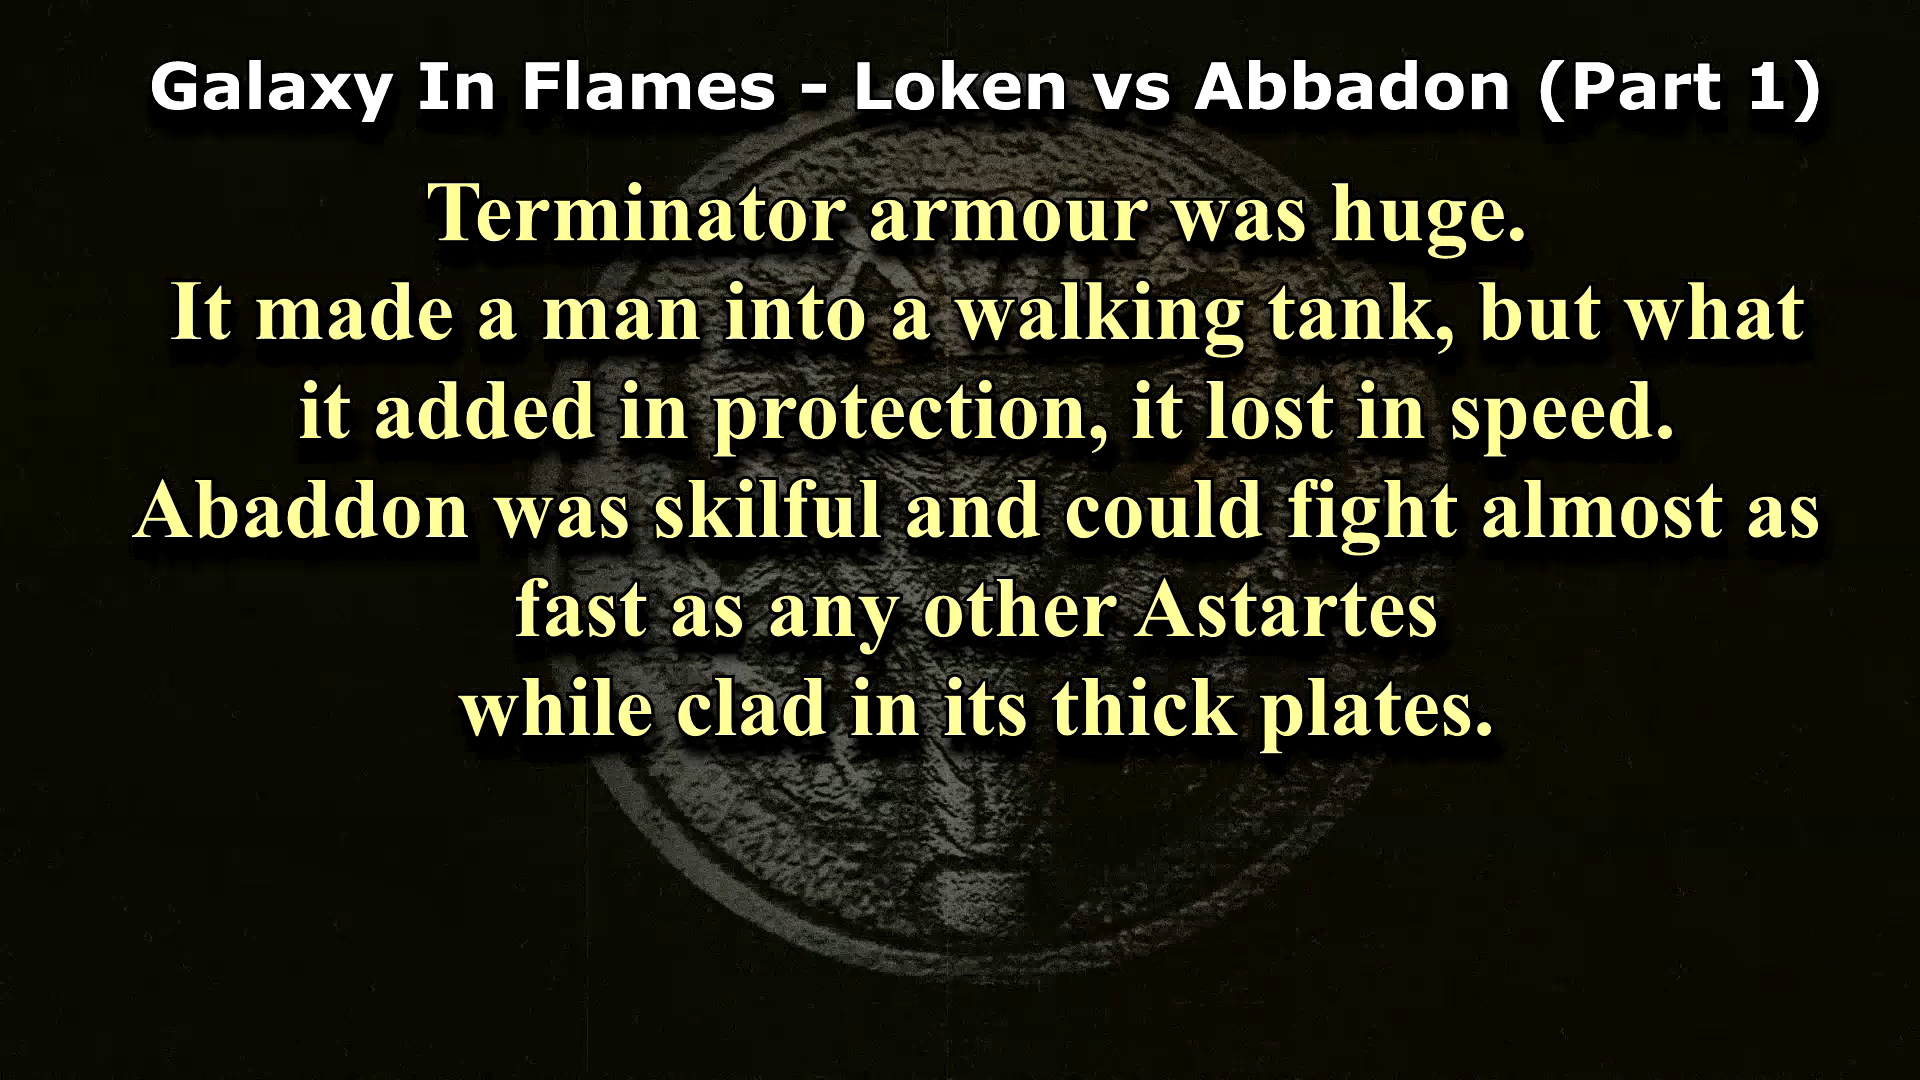 Galaxy In Flames - Loken vs Abbadon (Part 1)
Terminator armour was huge.
It made a man into a walking tank, but what
it added in protection, it lost in speed.
Abaddon was skilful and could fight almost as
fast as any other Astartes
while clad in its thick plates.